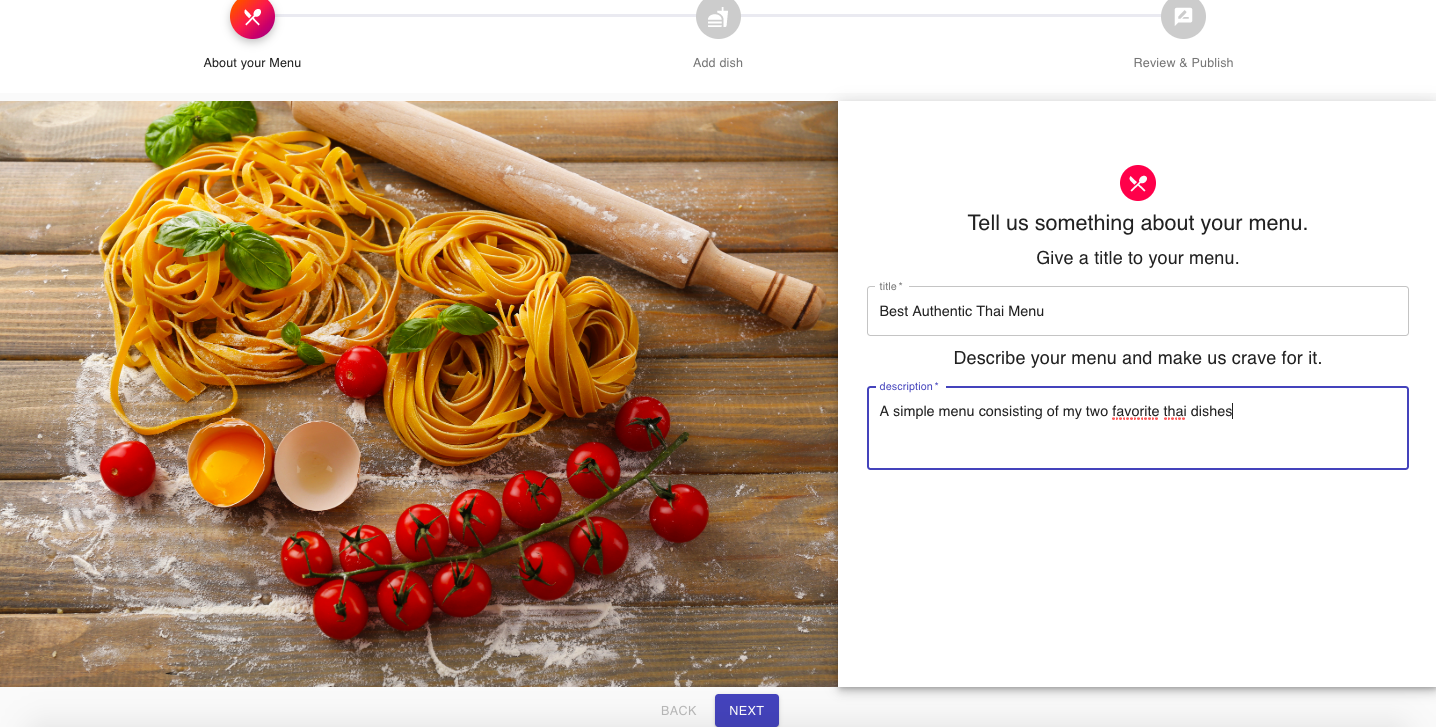 About your Menu
Add dish
Review & Publish
Tell us something about your menu.
Give a title to your menu.
title *
Best Authentic Thai Menu
Describe your menu and make us crave for it.
description *
A simple menu consisting of my two favorite thai dishes
BACK
NEXT